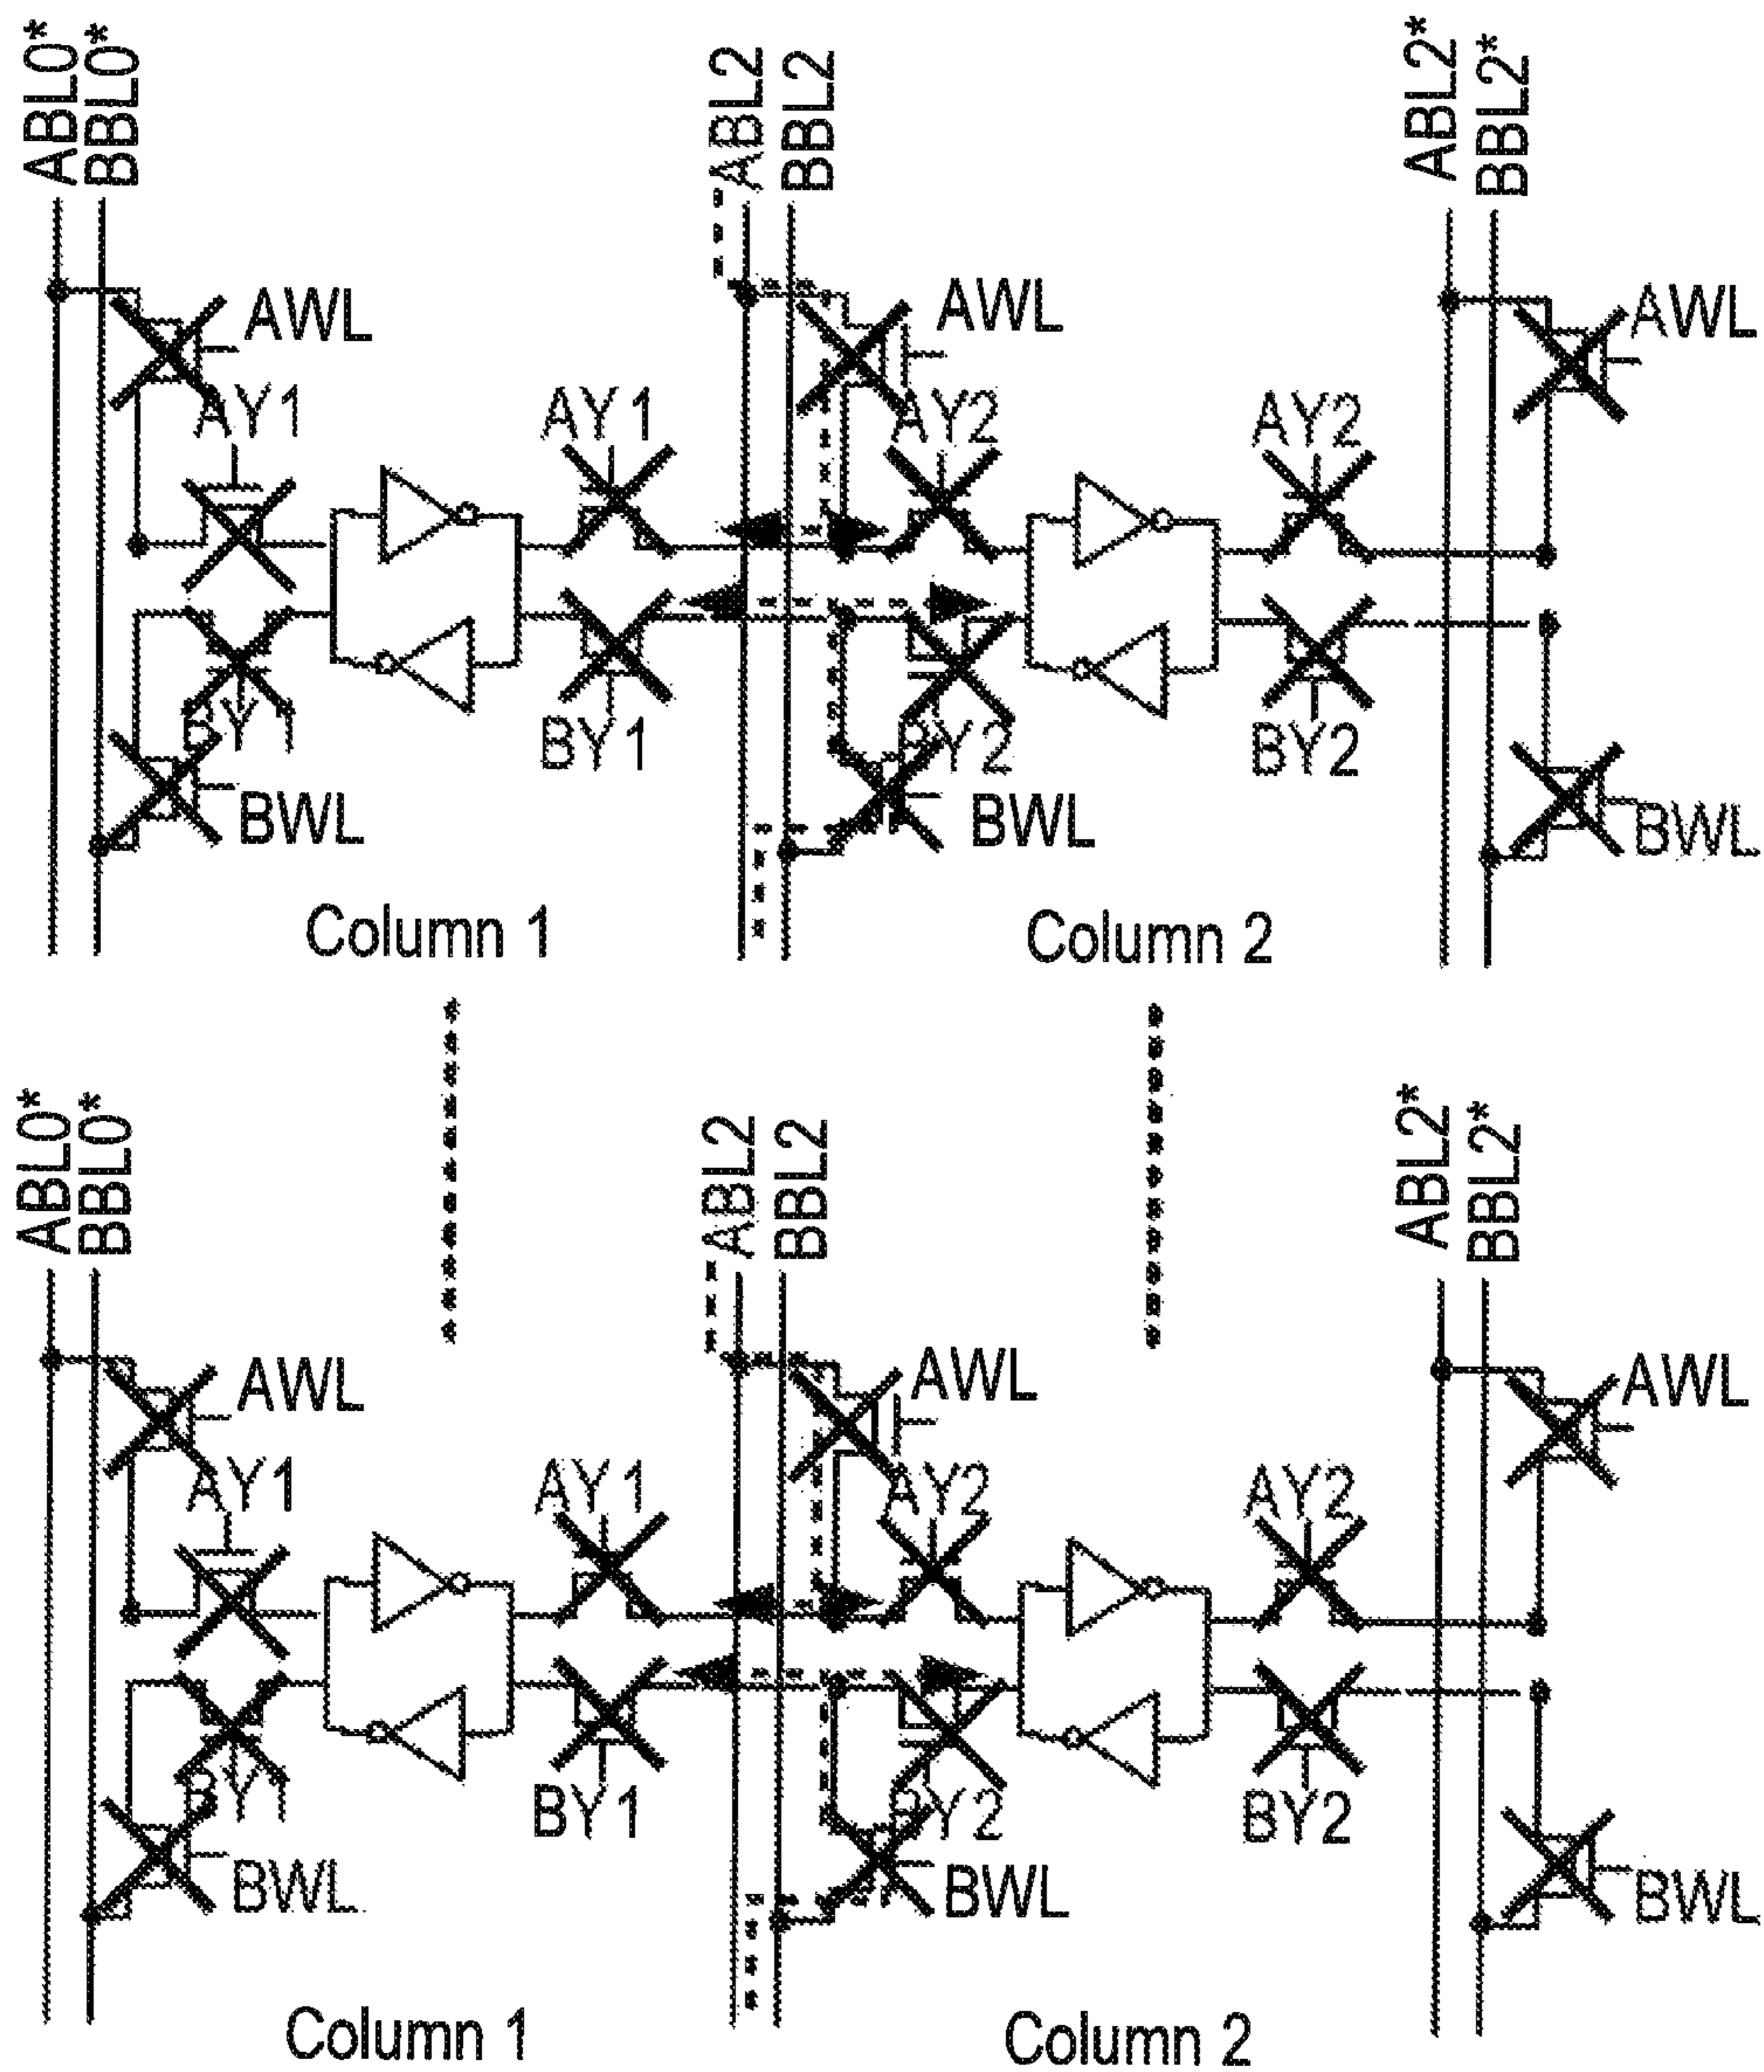 ABL0*
BBL0*
ABL2
BBL2
ABL2*
BBL2*
AWL
AWL
AWL
AY1
AY1
AY2
AY2
BY1
BY1
BY2
BY2
BWL
BWL
BWL
Column 1
Column 2
ABL0*
BBL0*
ABL2
BBL2
ABL2*
BBL2*
AWL
AWL
AWL
AY1
AY1
AY2
AY2
BY1
BY1
BY2
BY2
BWL
BWL
BWL
Column 1
Column 2